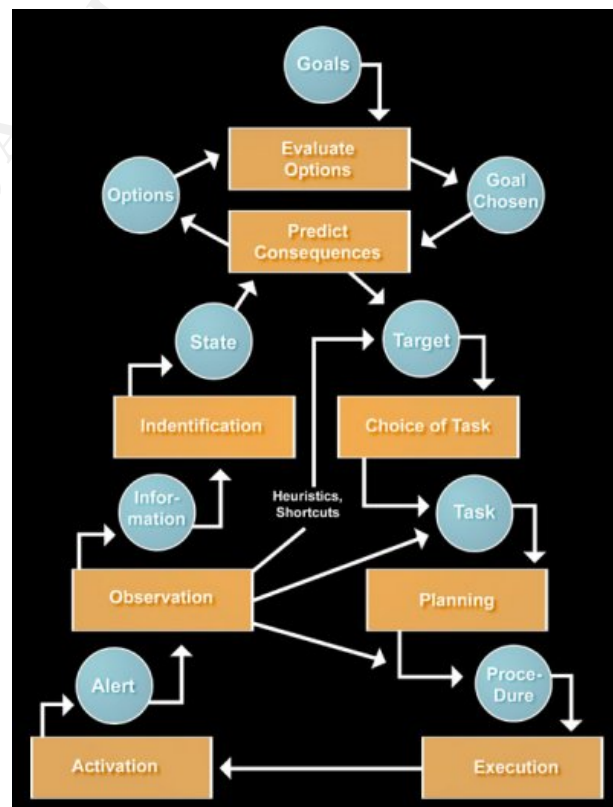 Goals
Evaluate
Options
Options
Goal
Chosen
Predict
Consequences
State
Target
Indentification
Choice of Task
Infor-
mation
Heuristics,
Shortcuts
Task
Observation
Planning
Alert
Proce-
Dure
Activation
Execution